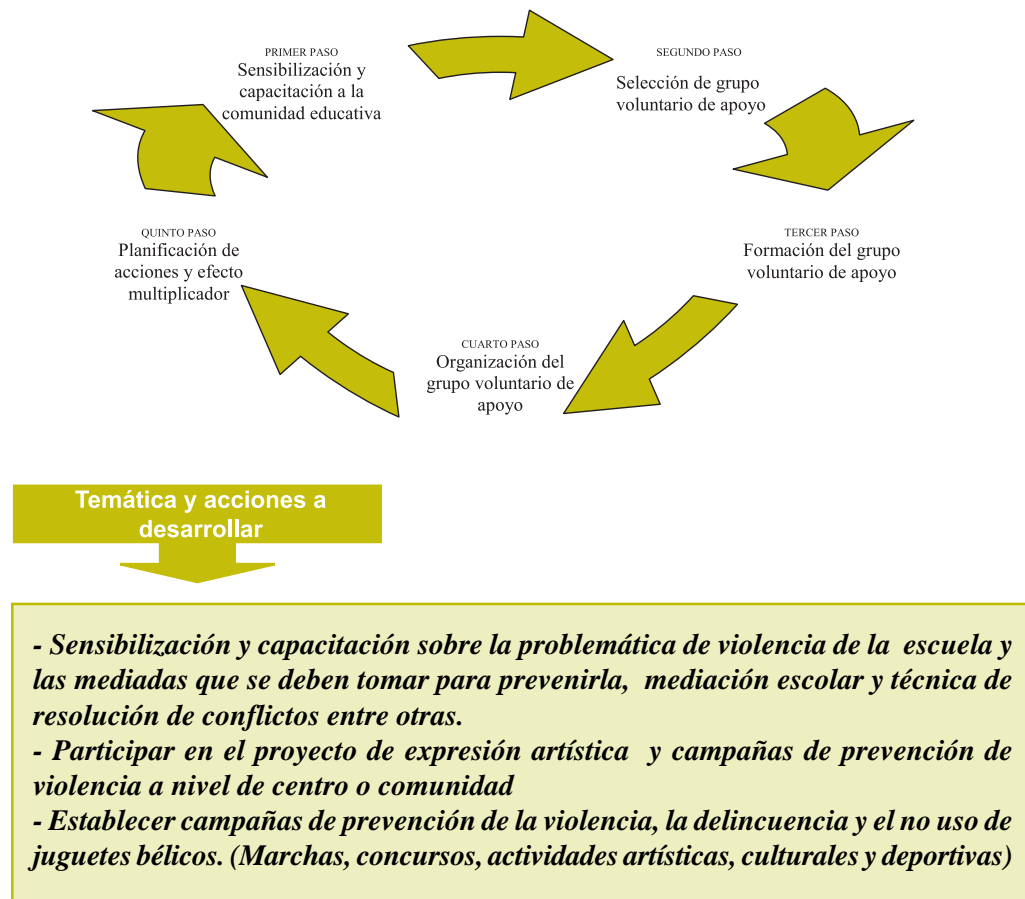 PRIMER PASO
Sensibilización y
capacitación a la
comunidad educativa
SEGUNDO PASO
Selección de grupo
voluntario de apoyo
TERCER PASO
Formación del grupo
voluntario de apoyo
CUARTO PASO
Organización del
grupo voluntario de
apoyo
QUINTO PASO
Planificación de
acciones y efecto
multiplicador
Temática y acciones a
desarrollar
- Sensibilización y capacitación sobre la problemática de violencia de la escuela y
las mediadas que se deben tomar para prevenirla, mediación escolar y técnica de
resolución de conflictos entre otras.
- Participar en el proyecto de expresión artística y campañas de prevención de
violencia a nivel de centro o comunidad
- Establecer campañas de prevención de la violencia, la delincuencia y el no uso de
juguetes bélicos. (Marchas, concursos, actividades artísticas, culturales y deportivas)